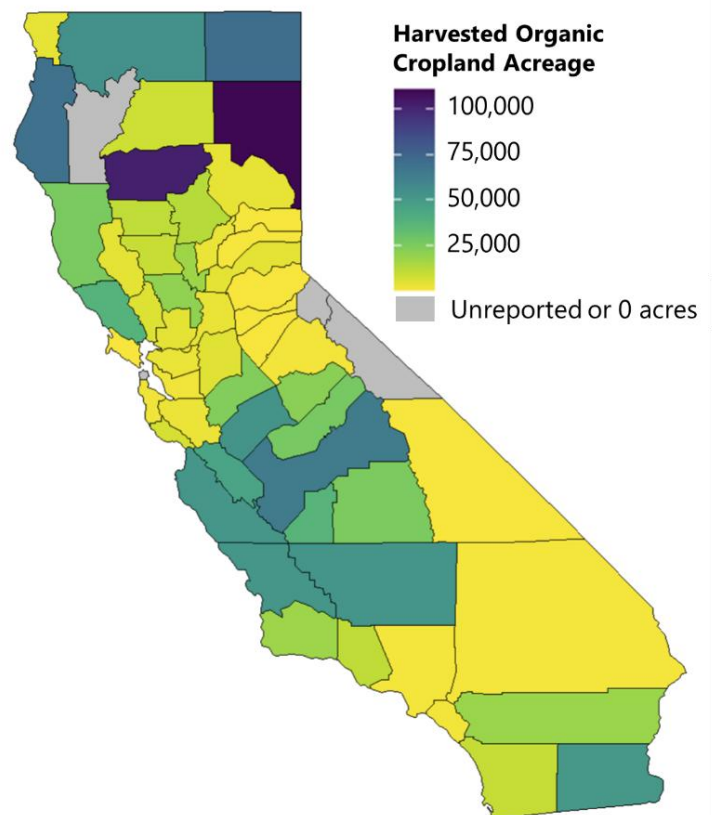 Harvested Organic
Cropland Acreage
100,000
75,000
50,000
25,000
Unreported or 0 acres